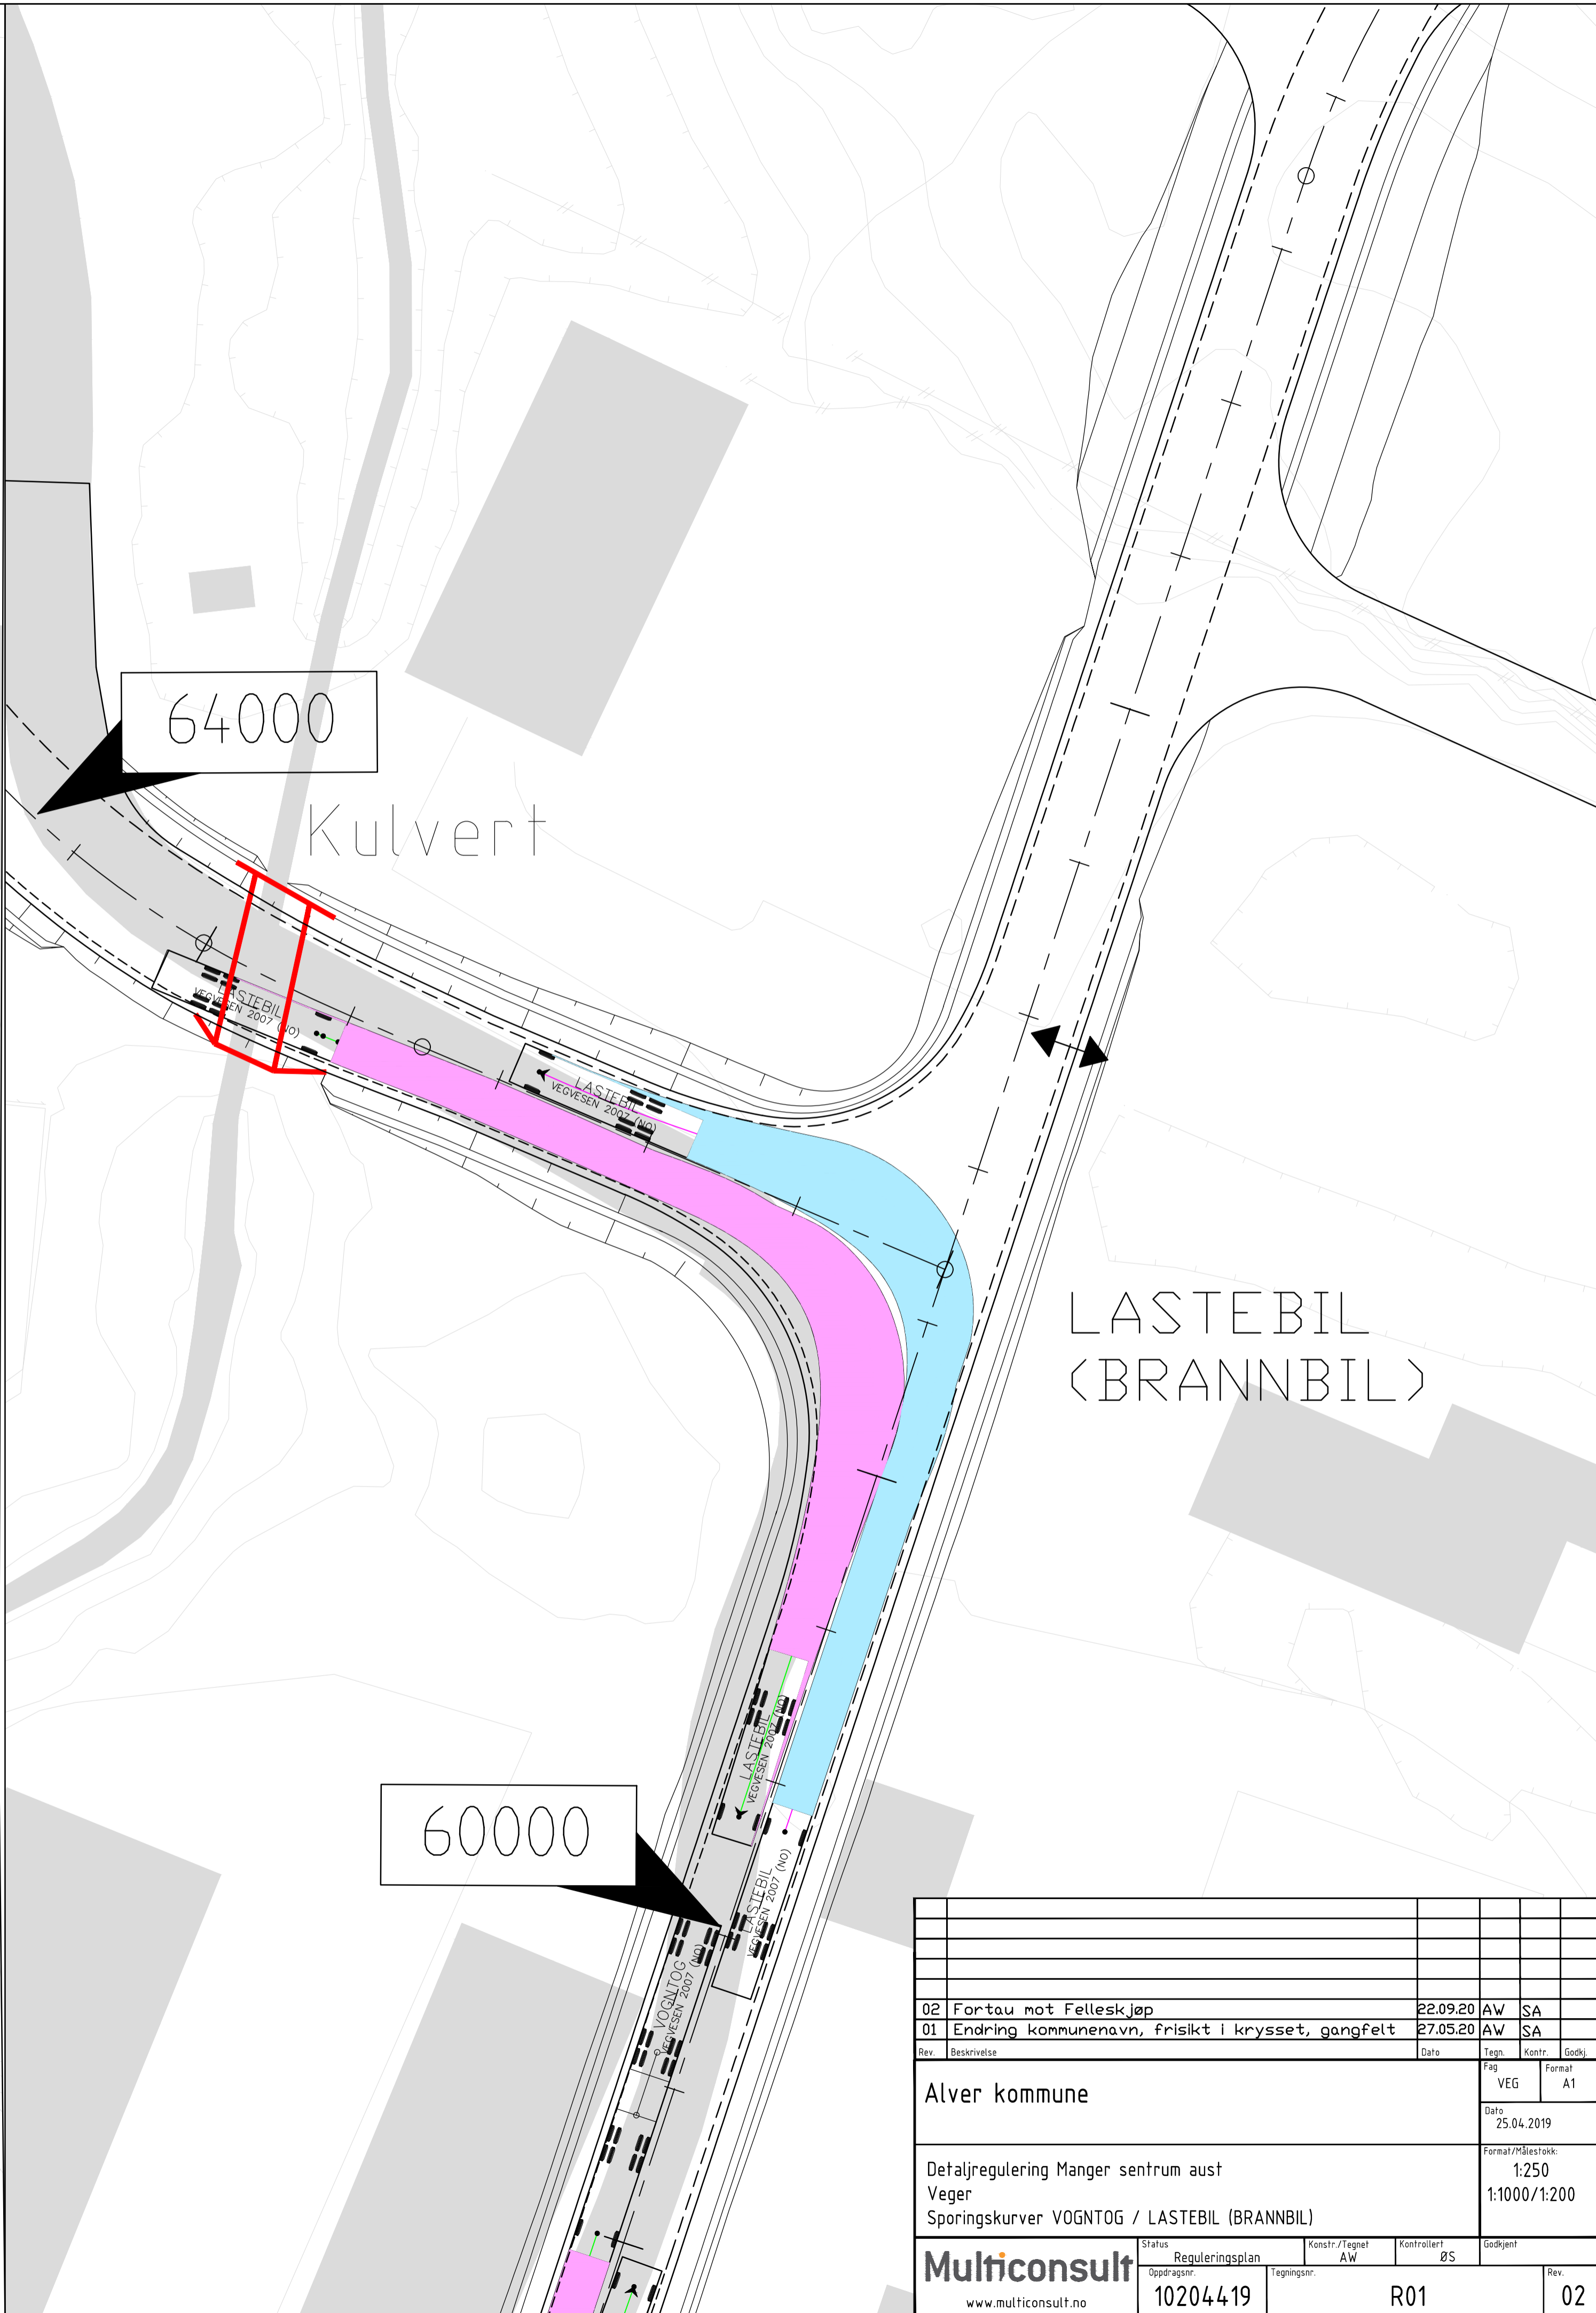 64000
Kulvert
LASTEBIL
VEGVESEN 2007 (NO)
LASTEBIL
VEGVESEN 2007 (NO)
LASTEBIL
(BRANNBIL)
LASTEBIL
VEGVESEN 2007 (NO)
60000
LASTEBIL
VEGVESEN 2007 (NO)
VOGNTOG
VEGVESEN 2007 (NO)
02 Fortau mot Felleskjøp 22.09.20 AW SA
01 Endring kommunenavn, frisikt i krysset, gangfelt 27.05.20 AW SA
Rev. Beskrivelse Dato Tegn. Kontr. Godkj.
Alver kommune
Fag
VEG
Format
A1
Dato
25.04.2019
Detaljregulering Manger sentrum aust
Veger
Sporingskurver VOGNTOG / LASTEBIL (BRANNBIL)
Format/Målestokk:
1:250
1:1000/1:200
Multiconsult
www.multiconsult.no
Status
Reguleringsplan
Konstr./Tegnet
AW
Kontrollert
ØS
Godkjent
Oppdragsnr.
10204419
Tegningsnr.
R01
Rev.
02